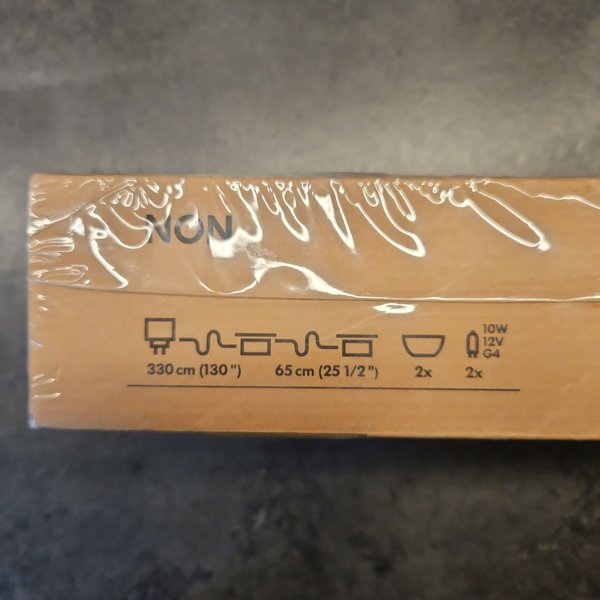 NON
10W
12V
G4
330 cm (130")
65 cm (25 1/2")
2x
2x